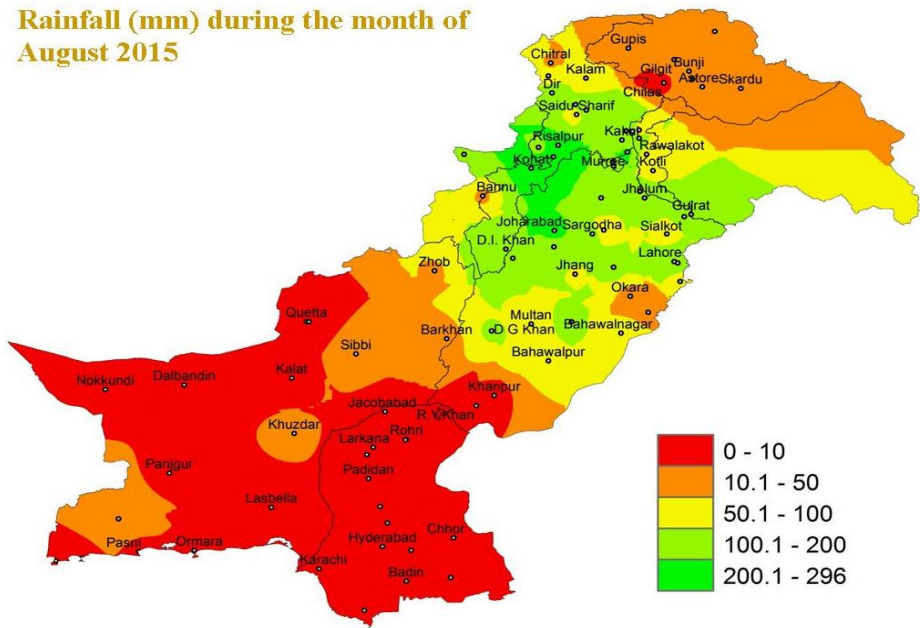 Rainfall (mm) during the month of
August 2015
Gupis
Chitral
Kalam
Gilgit
Bunji
Astore
Skardu
Chilas
Dir
Saidu Sharif
Risalpur
Kakul
Rawalakot
Kohat
Murree
Kotli
Bannu
Jhelum
Gujrat
Joharabad
Sargodha
Sialkot
D.I. Khan
Lahore
Zhob
Jhang
Okara
Quetta
Multan
D G Khan
Bahawalnagar
Barkhan
Sibbi
Bahawalpur
Nokkundi
Dalbandin
Kalat
Khanpur
Jacobabad
R.Y.Khan
Khuzdar
Rohri
Larkana
Panjgur
Padidan
Lasbella
Chhor
Pasni
Ormara
Hyderabad
Karachi
Badin
0 - 10
10.1 - 50
50.1 - 100
100.1 - 200
200.1 - 296